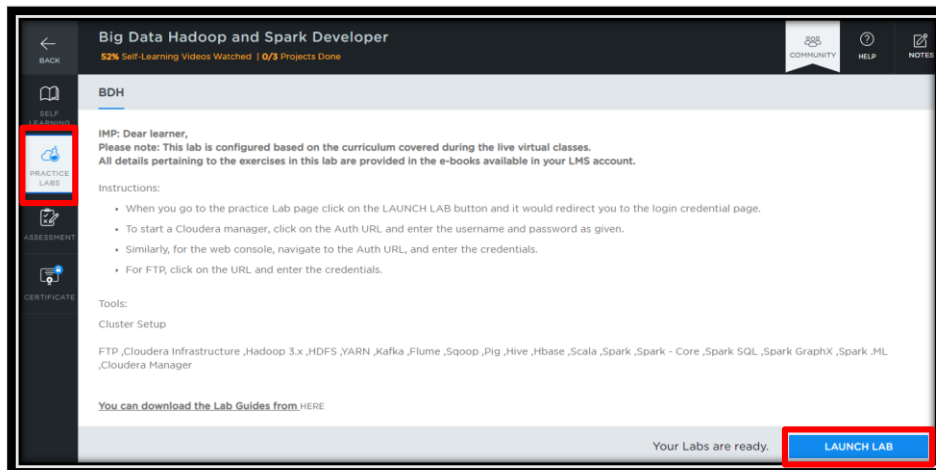 Big Data Hadoop and Spark Developer
52% Self-Learning Videos Watched | 0/3 Projects Done
BACK
COMMUNITY
HELP
NOTES
SELF
LEARNING
PRACTICE
LABS
ASSESSMENT
CERTIFICATE
BDH
IMP: Dear learner,
Please note: This lab is configured based on the curriculum covered during the live virtual classes.
All details pertaining to the exercises in this lab are provided in the e-books available in your LMS account.
Instructions:
• When you go to the practice Lab page click on the LAUNCH LAB button and it would redirect you to the login credential page.
• To start a Cloudera manager, click on the Auth URL and enter the username and password as given.
• Similarly, for the web console, navigate to the Auth URL, and enter the credentials.
• For FTP, click on the URL and enter the credentials.
Tools:
Cluster Setup
FTP ,Cloudera Infrastructure ,Hadoop 3.x ,HDFS ,YARN ,Kafka ,Flume ,Sqoop ,Pig ,Hive ,Hbase ,Scala ,Spark ,Spark - Core ,Spark SQL ,Spark GraphX ,Spark .ML
,Cloudera Manager
You can download the Lab Guides from HERE
Your Labs are ready.
LAUNCH LAB